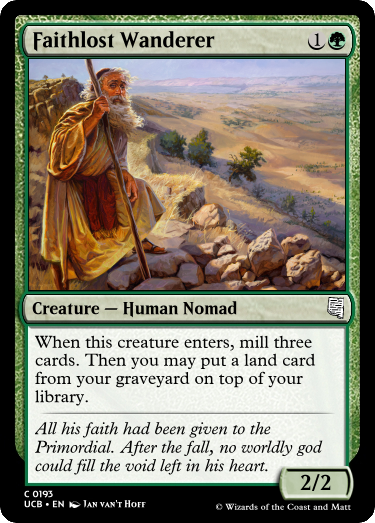 Faithlost Wanderer 1
Creature — Human Nomad
When this creature enters, mill three
cards. Then you may put a land card
from your graveyard on top of your
library.
All his faith had been given to the
Primordial. After the fall, no worldly god
could fill the void left in his heart.
2/2
C 0193
UCB • EN Jan van't Hoff
© Wizards of the Coast and Matt